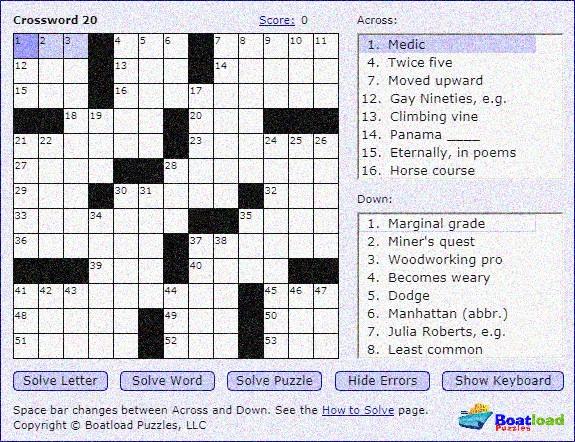 Crossword 20
Score: 0
1 2 3 4 5 6 7 8 9 10 11
12 13 14
15 16 17
18 19 20
21 22 23 24 25 26
27 28
29 30 31 32
33 34 35
36 37 38
39 40
41 42 43 44 45 46 47
48 49 50
51 52 53
Across:
1. Medic
4. Twice five
7. Moved upward
12. Gay Nineties, e.g.
13. Climbing vine
14. Panama ____
15. Eternally, in poems
16. Horse course
Down:
1. Marginal grade
2. Miner's quest
3. Woodworking pro
4. Becomes weary
5. Dodge
6. Manhattan (abbr.)
7. Julia Roberts, e.g.
8. Least common
Solve Letter
Solve Word
Solve Puzzle
Hide Errors
Show Keyboard
Space bar changes between Across and Down. See the How to Solve page.
Copyright © Boatload Puzzles, LLC
Boatload
Puzzles